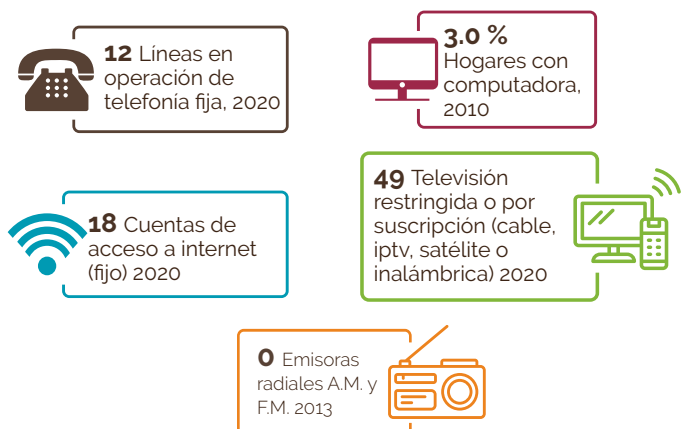 12 Líneas en
operación de
telefonía fija, 2020
3.0 %
Hogares con
computadora,
2010
18 Cuentas de
acceso a internet
(fijo) 2020
49 Televisión
restringida o por
suscripción (cable,
iptv, satélite o
inalámbrica) 2020
0 Emisoras
radiales A.M. y
F.M. 2013